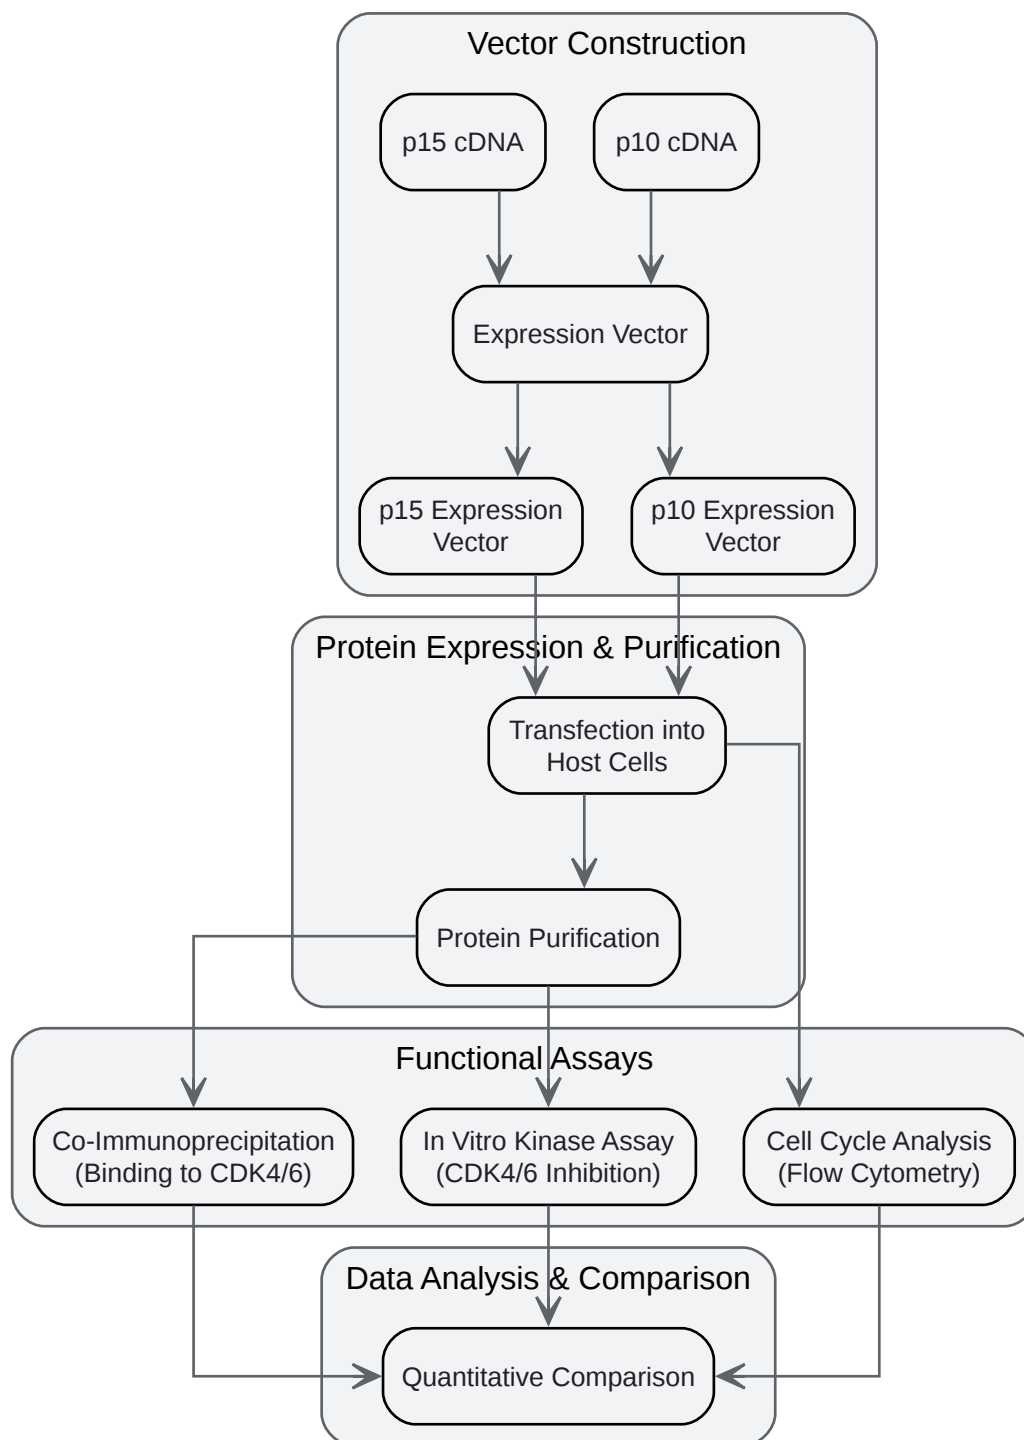 Vector Construction
p15 cDNA
p10 cDNA
Expression Vector
p15 Expression
Vector
p10 Expression
Vector
Protein Expression & Purification
Transfection into
Host Cells
Protein Purification
Functional Assays
Co-Immunoprecipitation
(Binding to CDK4/6)
In Vitro Kinase Assay
(CDK4/6 Inhibition)
Cell Cycle Analysis
(Flow Cytometry)
Data Analysis & Comparison
Quantitative Comparison